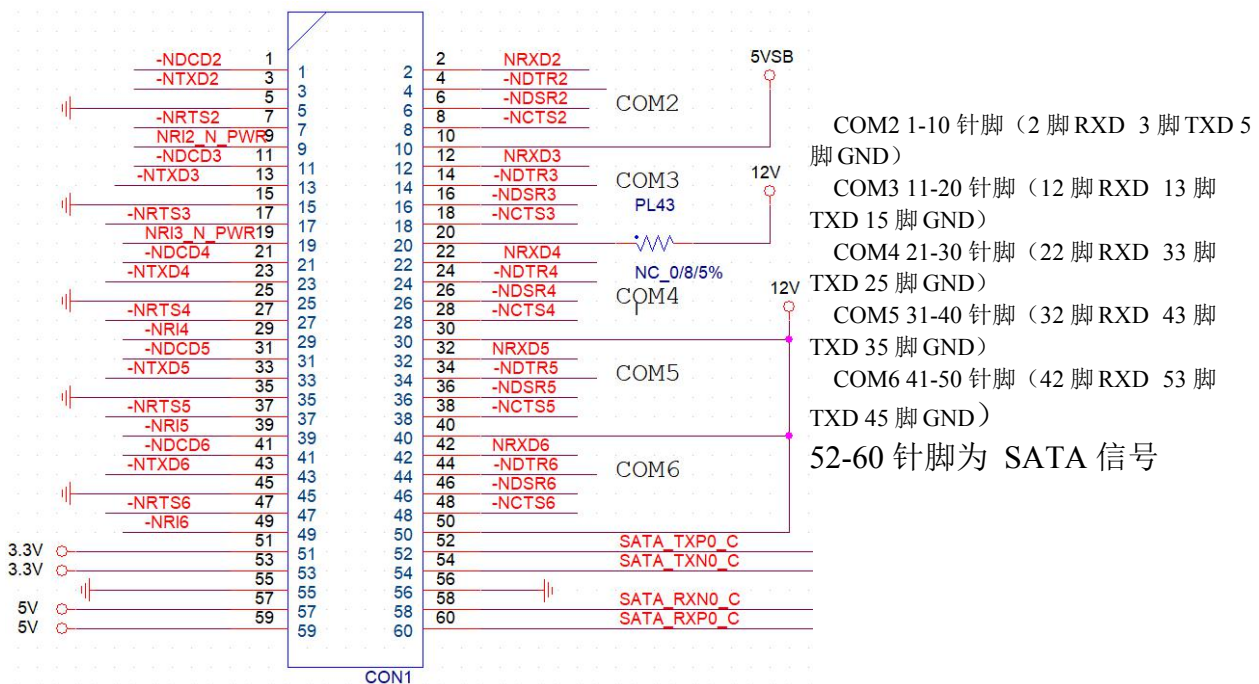 -NDCD2 1 1 2 2 NRXD2 5VSB
-NTXD2 3 3 4 4 -NDTR2
5 5 6 6 -NDSR2 COM2
-NRTS2 7 7 8 8 -NCTS2
NRI2_N_PWR 9 9 10 10
-NDCD3 11 11 12 12 NRXD3
-NTXD3 13 13 14 14 -NDTR3 COM3 12V
15 15 16 16 -NDSR3 PL43
-NRTS3 17 17 18 18 -NCTS3
NRI3_N_PWR 19 19 20 20
-NDCD4 21 21 22 22 NRXD4
-NTXD4 23 23 24 24 -NDTR4 NC_0/8/5%
25 25 26 26 -NDSR4 COM4 12V
-NRTS4 27 27 28 28 -NCTS4
-NRI4 29 29 30 30
-NDCD5 31 31 32 32 NRXD5
-NTXD5 33 33 34 34 -NDTR5 COM5
35 35 36 36 -NDSR5
-NRTS5 37 37 38 38 -NCTS5
-NRI5 39 39 40 40
-NDCD6 41 41 42 42 NRXD6
-NTXD6 43 43 44 44 -NDTR6 COM6
45 45 46 46 -NDSR6
-NRTS6 47 47 48 48 -NCTS6
-NRI6 49 49 50 50
3.3V 51 51 52 52 SATA_TXP0_C
3.3V 53 53 54 54 SATA_TXN0_C
55 55 56 56
5V 57 57 58 58 SATA_RXN0_C
5V 59 59 60 60 SATA_RXP0_C
CON1
COM2 1-10 针脚（2 脚 RXD 3 脚 TXD 5
脚 GND）
COM3 11-20 针脚（12 脚 RXD 13 脚
TXD 15 脚 GND）
COM4 21-30 针脚（22 脚 RXD 33 脚
TXD 25 脚 GND）
COM5 31-40 针脚（32 脚 RXD 43 脚
TXD 35 脚 GND）
COM6 41-50 针脚（42 脚 RXD 53 脚
TXD 45 脚 GND）
52-60 针脚为 SATA 信号